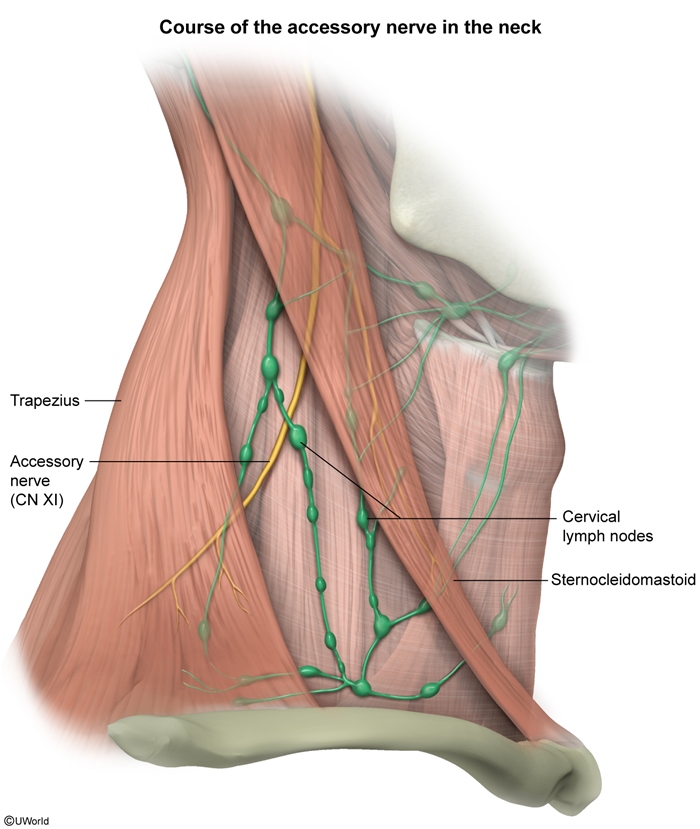 Course of the accessory nerve in the neck
Trapezius
Accessory
nerve
(CN XI)
Cervical
lymph nodes
Sternocleidomastoid
©UWorld